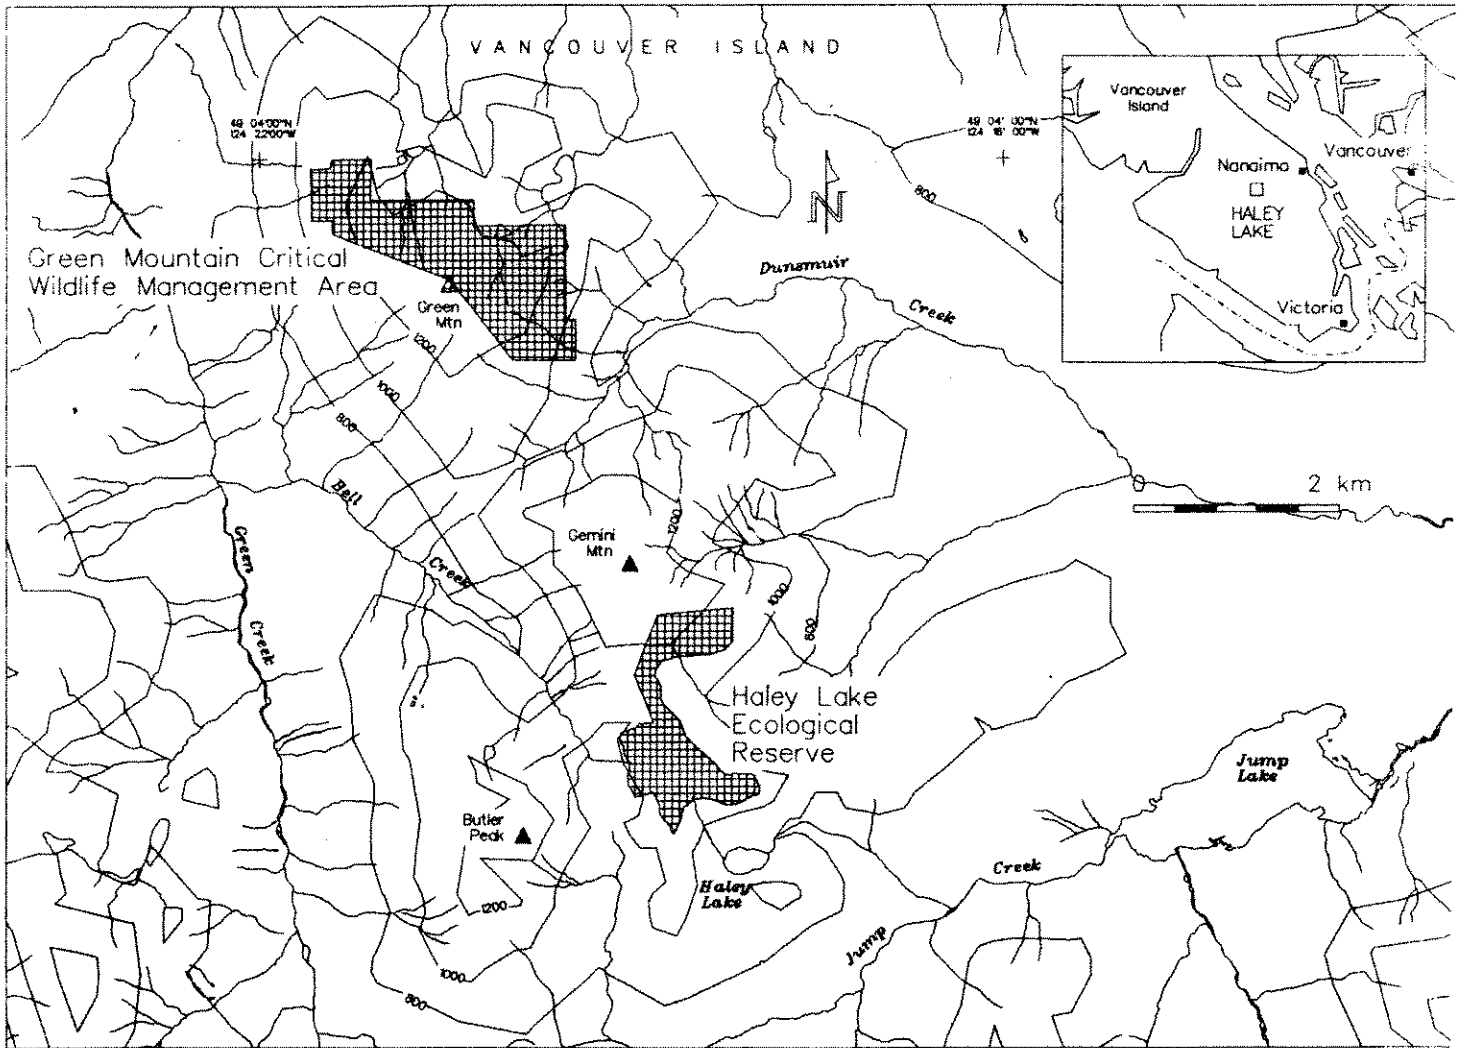 VANCOUVER ISLAND
49 04'00"N
124 22'00"W
49 04' 00"N
124 16' 00"W
Vancouver
Island
Nanaimo
Vancouver
HALEY
LAKE
Victoria
800
N
Green Mountain Critical
Wildlife Management Area
Green
Mtn
Dunsmuir
Creek
1200
1000
800
Bell
Creek
0 2 km
Green
Creek
Gemini
Mtn
1200
1000
800
Haley Lake
Ecological
Reserve
Jump
Lake
Butler
Peak
Creek
Haley
Lake
1200
Jump
1000
800